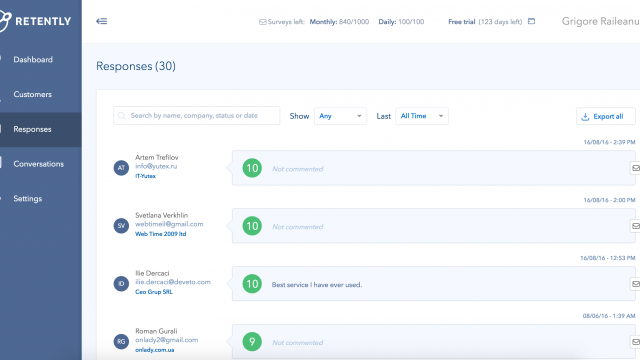 RETENTLY
Surveys left: Monthly: 840/1000 Daily: 100/100 Free trial (123 days left) Grigore Raileanu
Dashboard
Customers
Responses
Conversations
Settings
Responses (30)
Search by name, company, status or date Show Any Last All Time Export all
16/08/16 - 2:39 PM
AT
Artem Trefilov
info@yutex.ru
IT-Yutex
10 Not commented
16/08/16 - 2:00 PM
SV
Svetlana Verkhlin
webtimeil@gmail.com
Web Time 2009 ltd
10 Not commented
16/08/16 - 12:53 PM
ID
Ilie Dercaci
ilie.dercaci@deveto.com
Ceo Grup SRL
10 Best service I have ever used.
08/06/16 - 1:39 AM
RG
Roman Gurali
onlady2@gmail.com
onlady.com.ua
9 Not commented